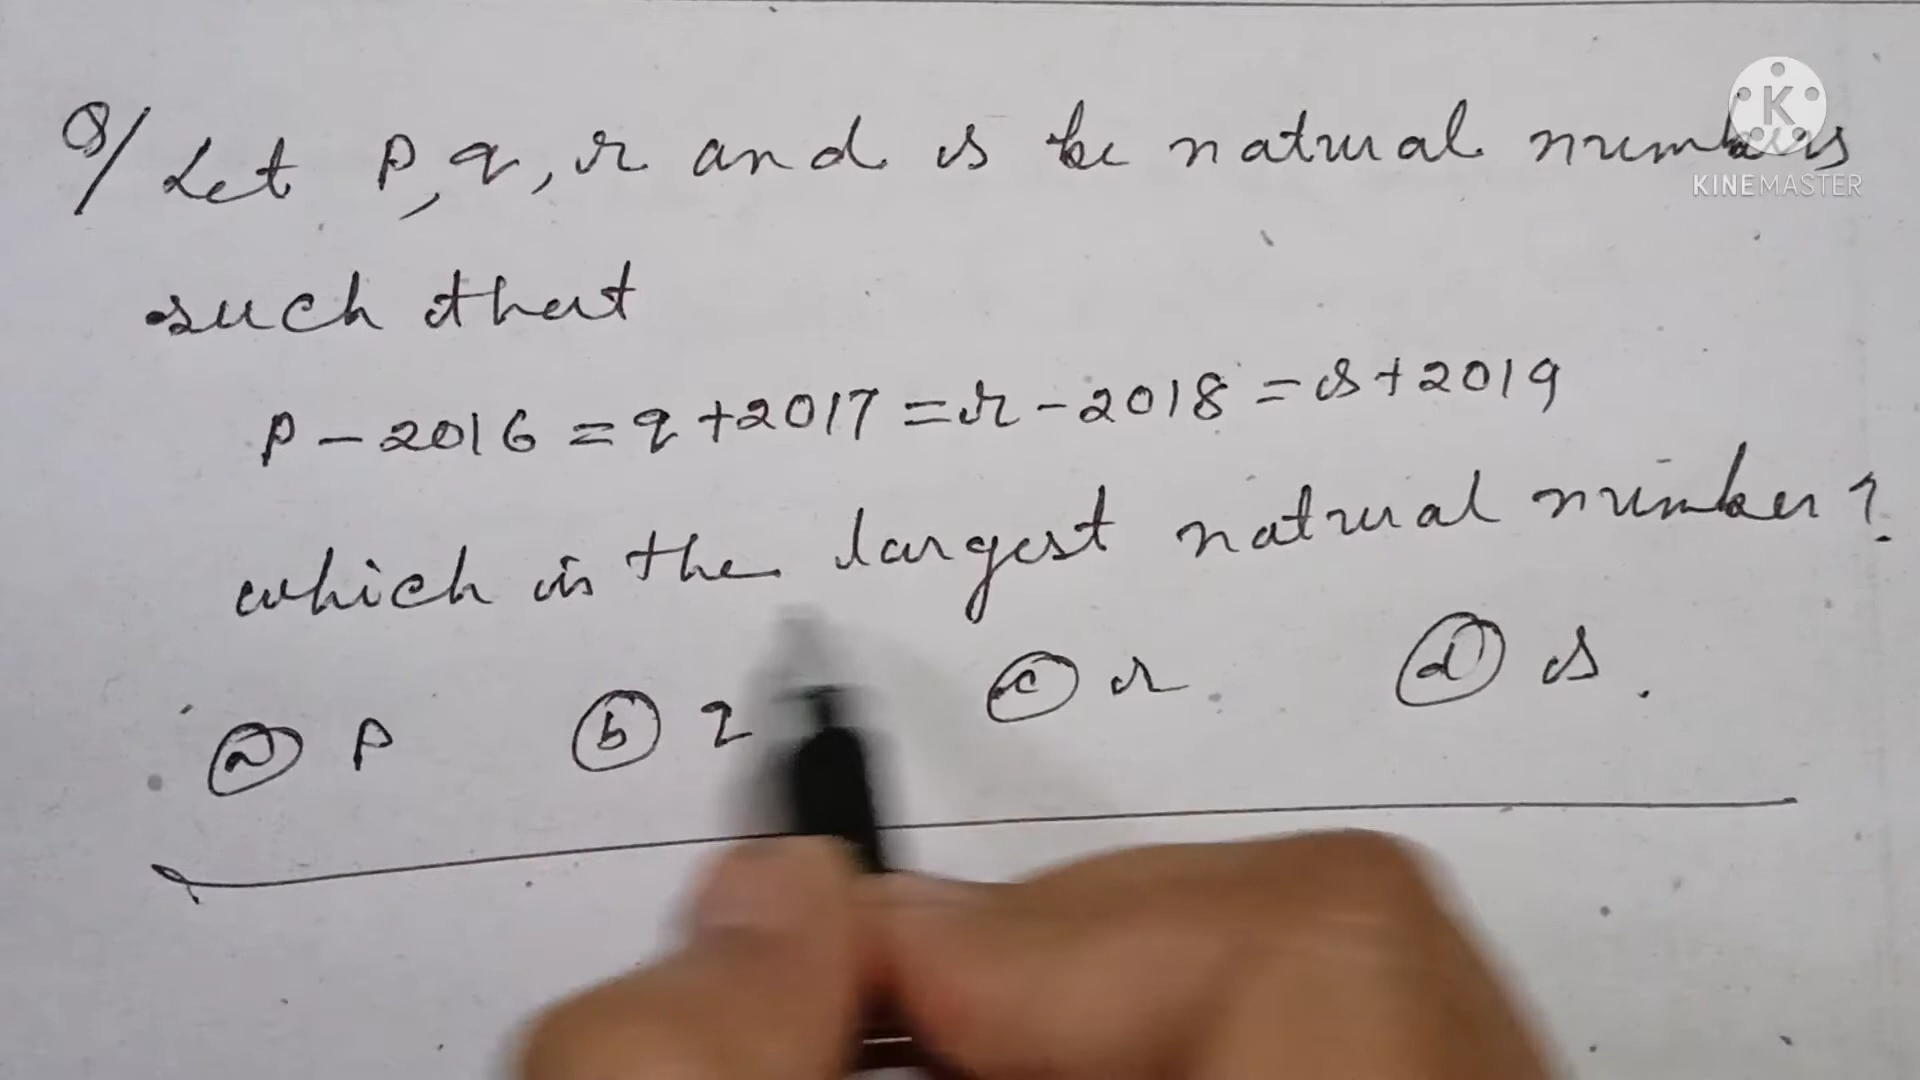 Q/ Let P, q, r and s be natural numbers
KINEMASTER
such that
P - 2016 = q + 2017 = r - 2018 = s + 2019
which is the largest natural number?
(a) P (b) q (c) r (d) s.